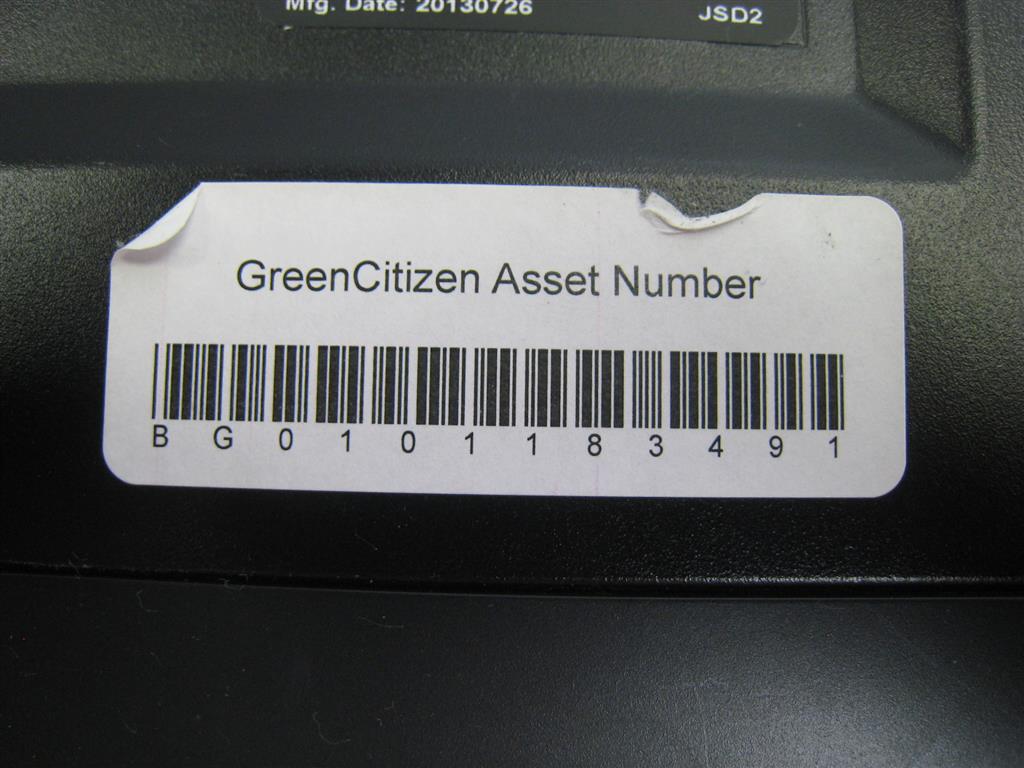 Mfg. Date: 20130726
JSD2
GreenCitizen Asset Number
BG0101183491